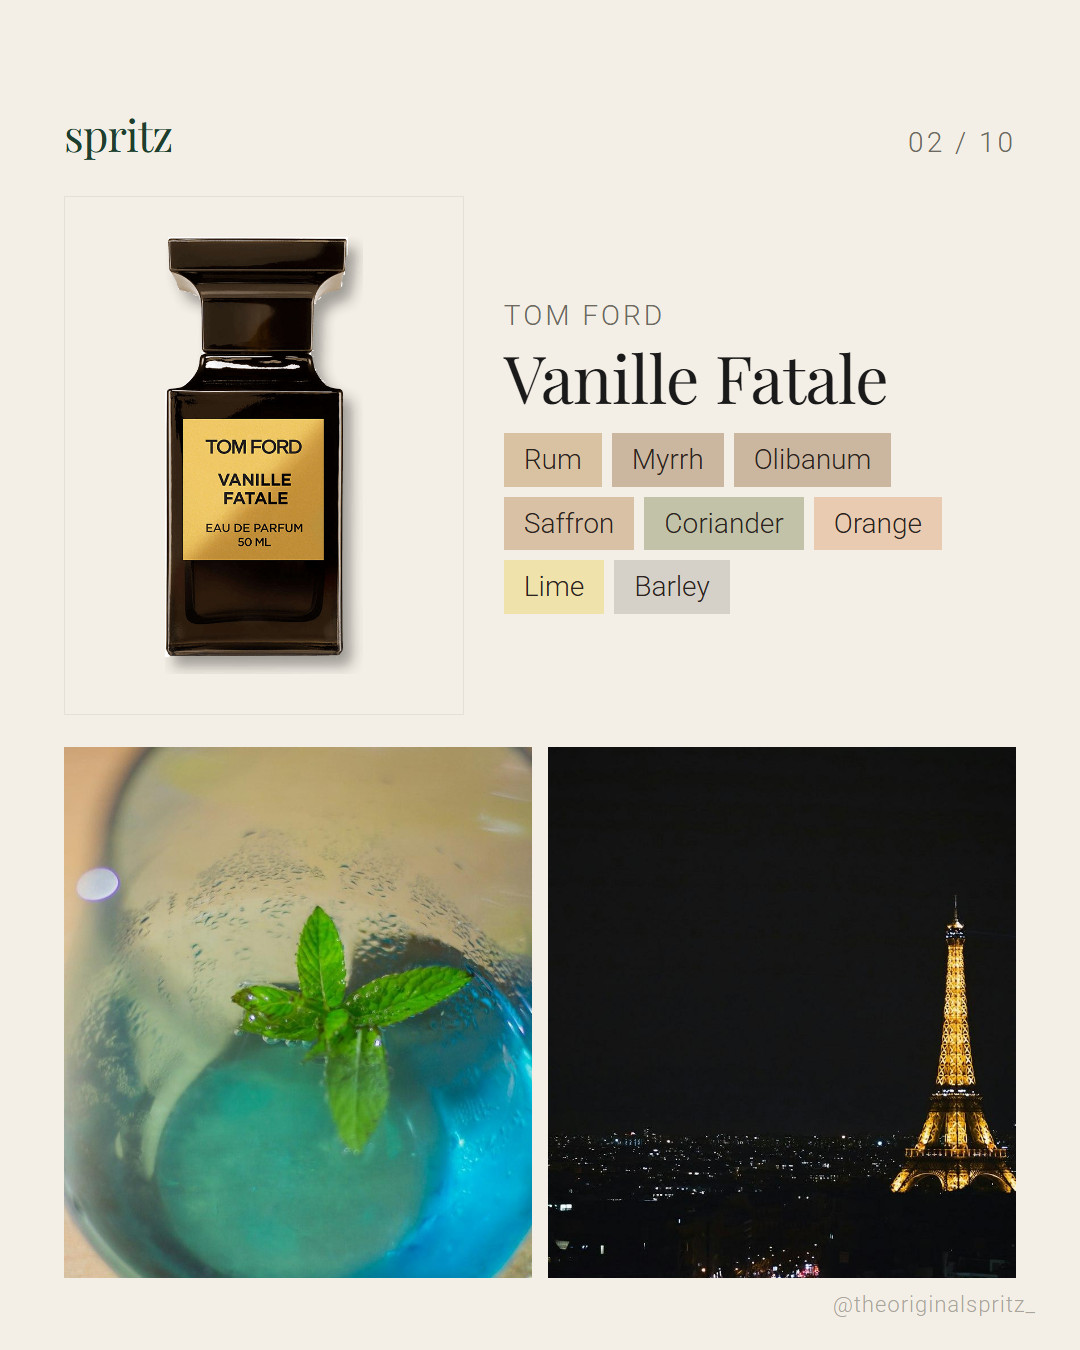 spritz
02 / 10
TOM FORD
VANILLE
FATALE
EAU DE PARFUM
50 ML
TOM FORD
Vanille Fatale
Rum Myrrh Olibanum
Saffron Coriander Orange
Lime Barley
@theoriginalspritz_